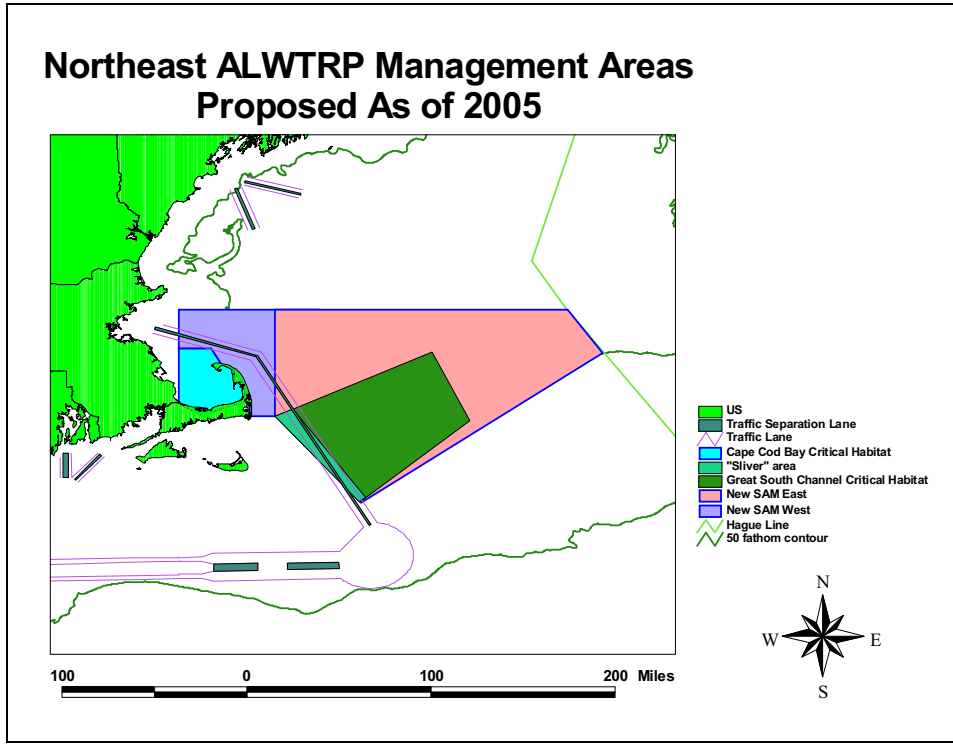 Northeast ALWTRP Management Areas
Proposed As of 2005
US
Traffic Separation Lane
Traffic Lane
Cape Cod Bay Critical Habitat
"Sliver" area
Great South Channel Critical Habitat
New SAM East
New SAM West
Hague Line
50 fathom contour
N
W E
S
100 0 100 200 Miles